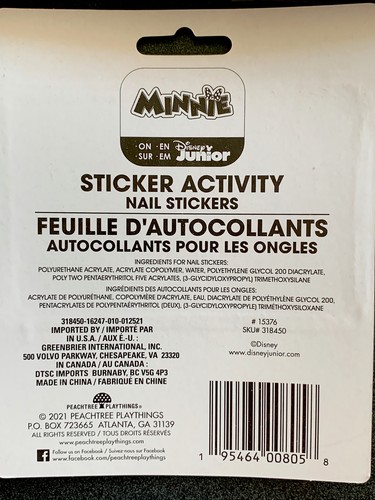 MINNIE
·ON ·EN
·SUR ·EM
Disney
Junior
STICKER ACTIVITY
NAIL STICKERS
FEUILLE D'AUTOCOLLANTS
AUTOCOLLANTS POUR LES ONGLES
INGREDIENTS FOR NAIL STICKERS:
POLYURETHANE ACRYLATE, ACRYLATE COPOLYMER, WATER, POLYETHYLENE GLYCOL 200 DIACRYLATE,
POLY TWO PENTAERYTHRITOL FIVE ACRYLATES, (3-GLYCIDYLOXYPROPYL) TRIMETHOXYSILANE
INGRÉDIENTS DES AUTOCOLLANTS POUR LES ONGLES:
ACRYLATE DE POLYURÉTHANE, COPOLYMÈRE D'ACRYLATE, EAU, DIACRYLATE DE POLYÉTHYLÈNE GLYCOL 200,
PENTACRYLATES DE POLYPENTAÉRYTHRITOL (DEUX), (3-GLYCIDYLOXYPROPYLE) TRIMÉTHOXYSILOXANE
318450-16247-010-012521
IMPORTED BY / IMPORTÉ PAR
IN U.S.A. / AUX É.-U. :
GREENBRIER INTERNATIONAL, INC.
500 VOLVO PARKWAY, CHESAPEAKE, VA 23320
IN CANADA / AU CANADA :
DTSC IMPORTS BURNABY, BC V5G 4P3
MADE IN CHINA / FABRIQUÉ EN CHINE
# 15376
SKU# 318450
©Disney
www.disneyjunior.com
PEACHTREE PLAYTHINGS®
© 2021 PEACHTREE PLAYTHINGS
P.O. BOX 723665 ATLANTA, GA 31139
ALL RIGHTS RESERVED / TOUS DROITS RÉSERVÉS
www.peachtreeplaythings.com
f Follow us on Facebook / Suivez-nous sur Facebook
www.facebook.com/peachtreeplaythings
1 95464 00805 8